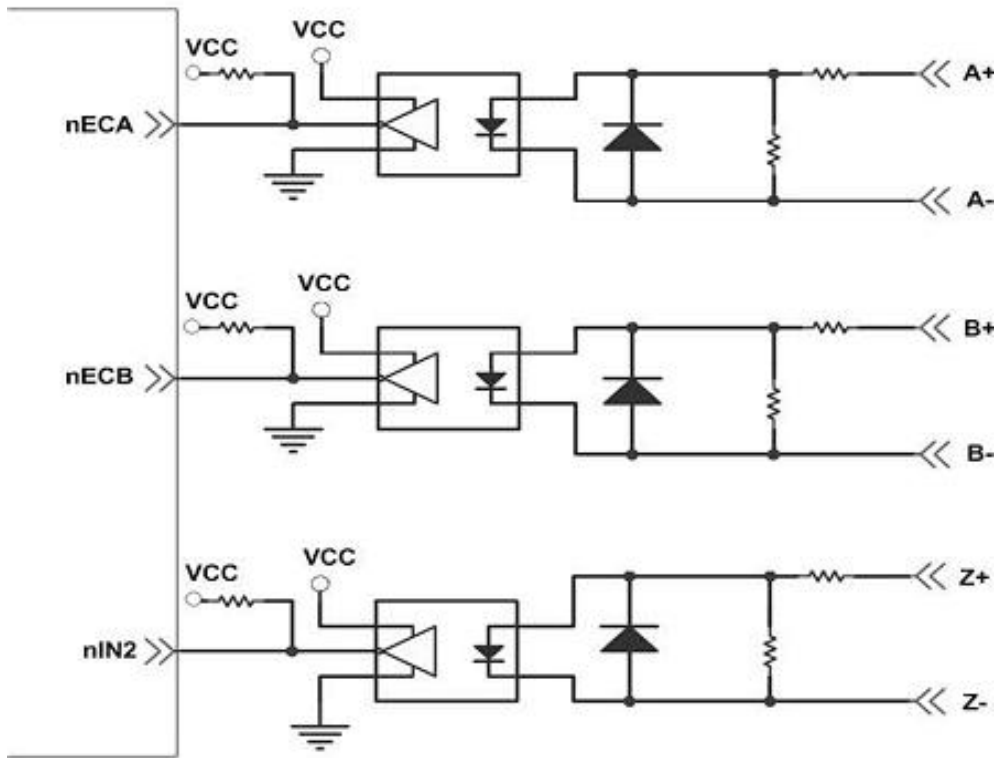 VCC VCC
nECA A+
A-
VCC VCC
nECB B+
B-
VCC VCC
nIN2 Z+
Z-